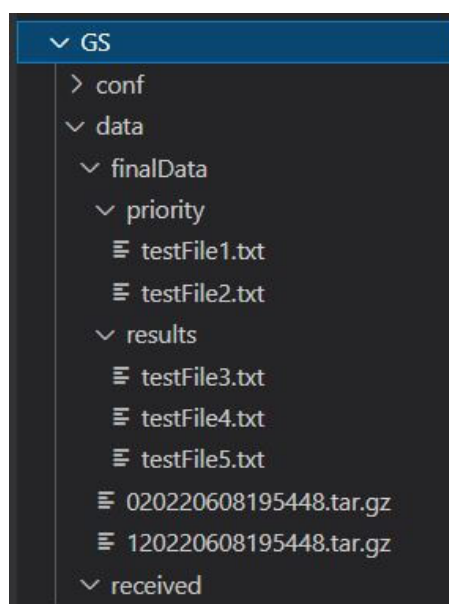 GS
conf
data
finalData
priority
testFile1.txt
testFile2.txt
results
testFile3.txt
testFile4.txt
testFile5.txt
020220608195448.tar.gz
120220608195448.tar.gz
received